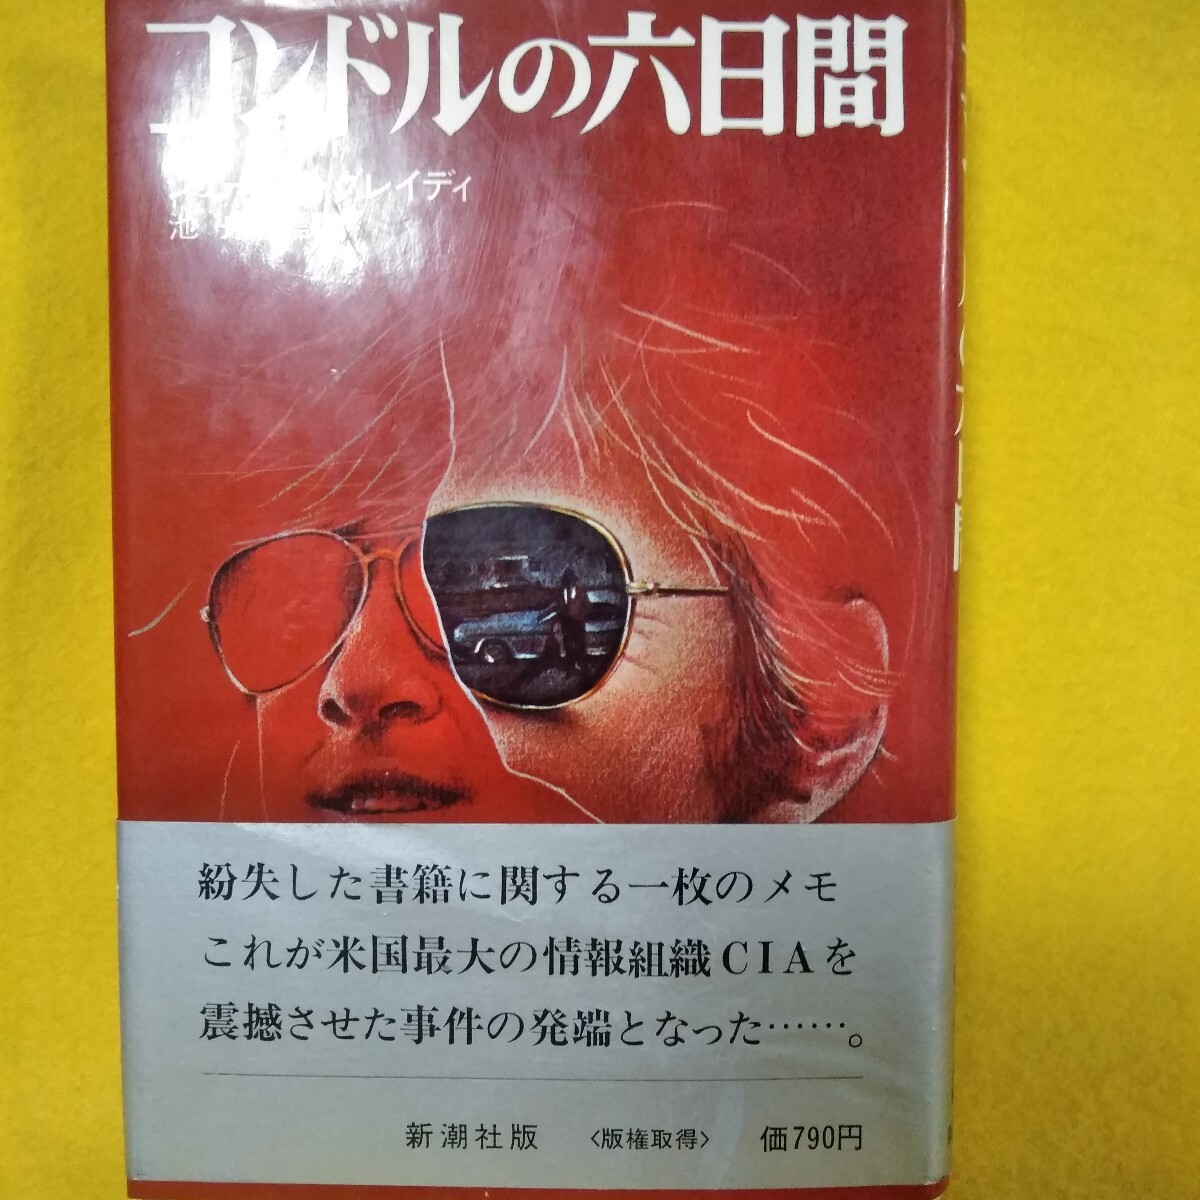 コンドルの六日間
グレイディ
池
紛失した書籍に関する一枚のメモ
これが米国最大の情報組織CIAを
震撼させた事件の発端となった……。
新潮社版 〈版権取得〉 価790円